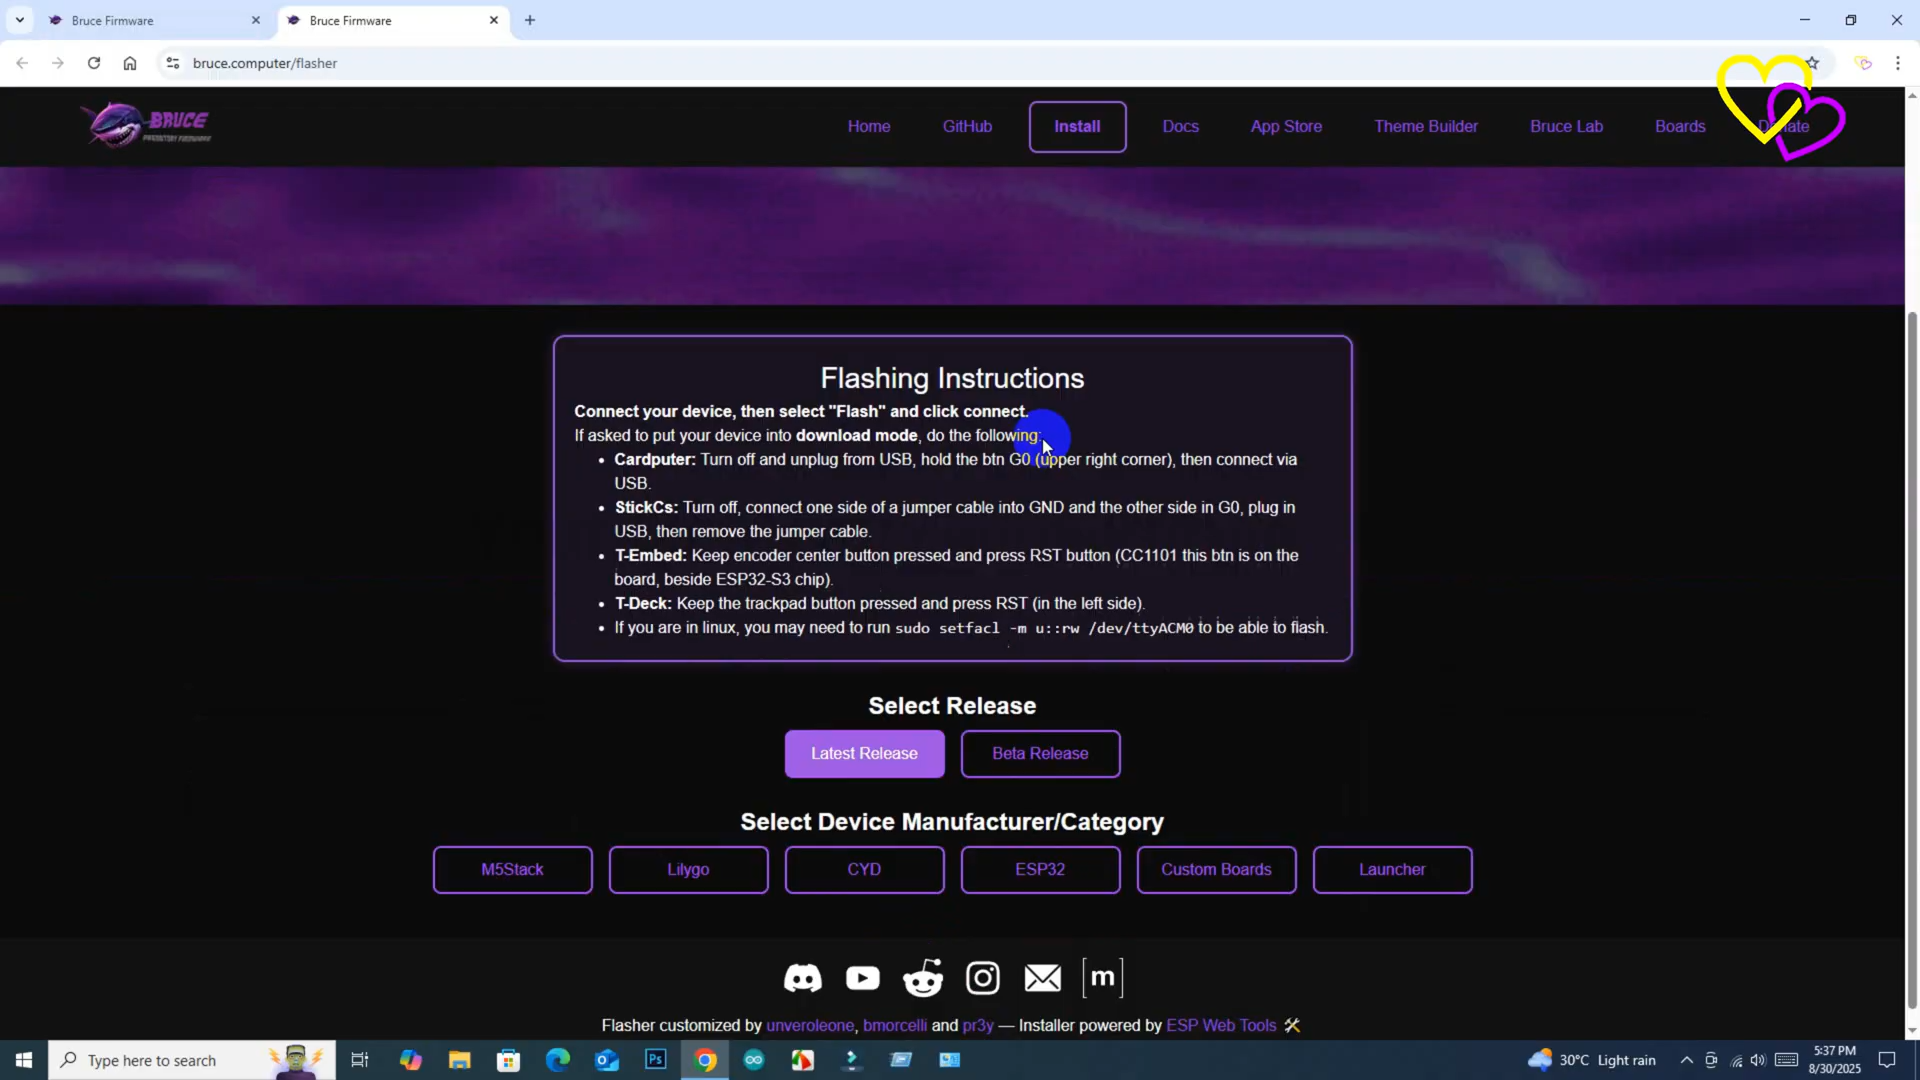 Bruce Firmware
Bruce Firmware
bruce.computer/flasher
BRUCE
Home
GitHub
Install
Docs
App Store
Theme Builder
Bruce Lab
Boards
Donate
Flashing Instructions
Connect your device, then select "Flash" and click connect.
If asked to put your device into download mode, do the following:
• Cardputer: Turn off and unplug from USB, hold the btn G0 (upper right corner), then connect via
USB.
• StickCs: Turn off, connect one side of a jumper cable into GND and the other side in G0, plug in
USB, then remove the jumper cable.
• T-Embed: Keep encoder center button pressed and press RST button (CC1101 this btn is on the
board, beside ESP32-S3 chip).
• T-Deck: Keep the trackpad button pressed and press RST (in the left side).
• If you are in linux, you may need to run sudo setfacl -m u::rw /dev/ttyACM0 to be able to flash.
Select Release
Latest Release
Beta Release
Select Device Manufacturer/Category
M5Stack
Lilygo
CYD
ESP32
Custom Boards
Launcher
[m]
Flasher customized by unveroleone, bmorcelli and pr3y — Installer powered by ESP Web Tools 🛠
Type here to search
Ps
30°C Light rain
5:37 PM
8/30/2025